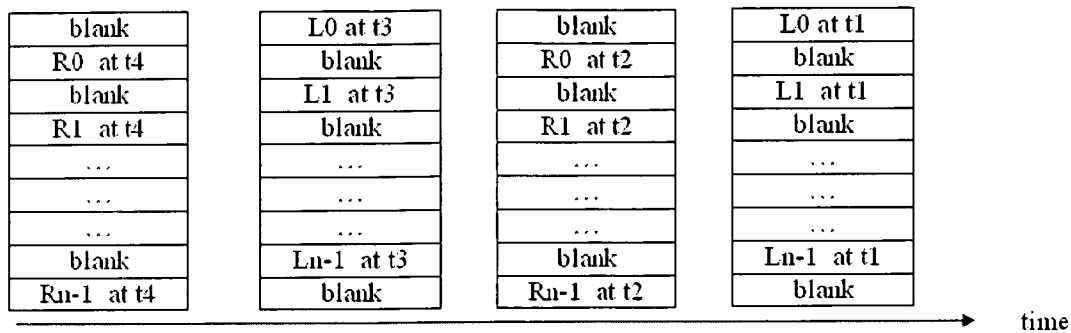 blank L0 at t3 blank L0 at t1
R0 at t4 blank R0 at t2 blank
blank L1 at t3 blank L1 at t1
R1 at t4 blank R1 at t2 blank
... ... ... ...
... ... ... ...
... ... ... ...
blank Ln-1 at t3 blank Ln-1 at t1
Rn-1 at t4 blank Rn-1 at t2 blank
time